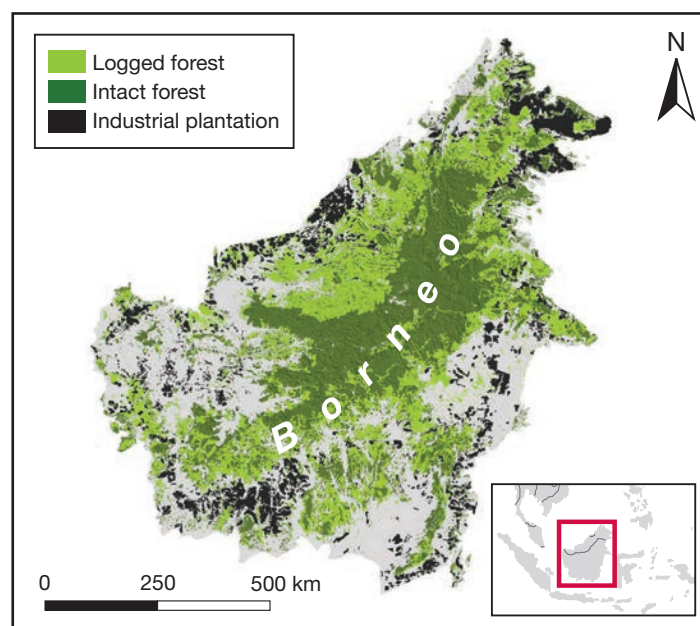 Logged forest
Intact forest
Industrial plantation
N
Borneo
0 250 500 km